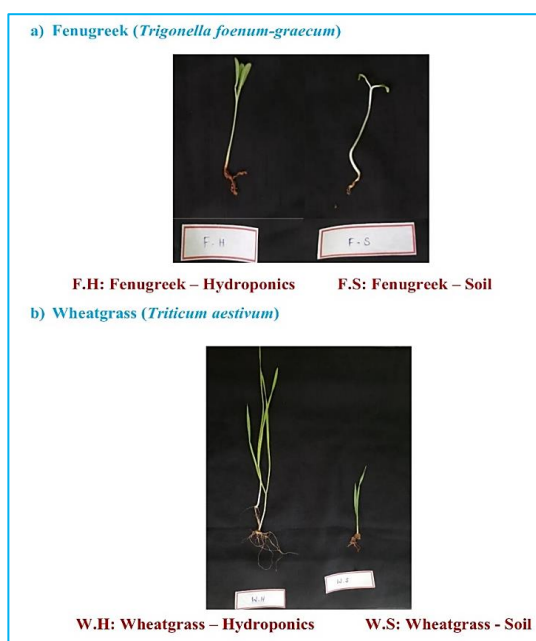 a) Fenugreek (Trigonella foenum-graecum)
F-H
F-S
F.H: Fenugreek – Hydroponics F.S: Fenugreek – Soil
b) Wheatgrass (Triticum aestivum)
W.H
W.S
W.H: Wheatgrass – Hydroponics W.S: Wheatgrass - Soil